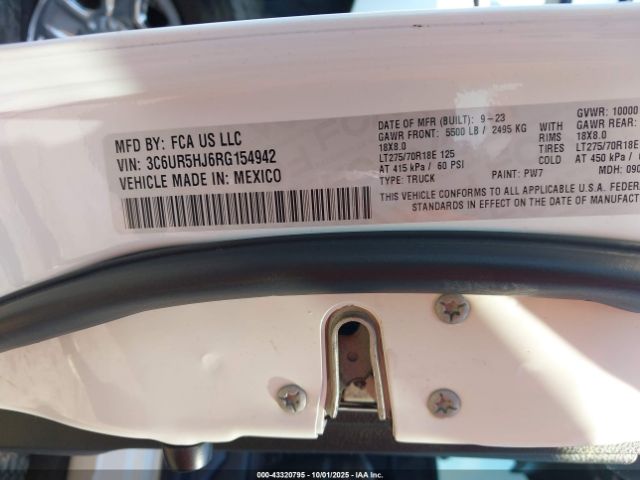 MFD BY: FCA US LLC
VIN: 3C6UR5HJ6RG154942
VEHICLE MADE IN: MEXICO
DATE OF MFR (BUILT): 9-23
GAWR FRONT: 5500 LB / 2495 KG WITH
18X8.0 RIMS
LT275/70R18E 125 TIRES
AT 415 kPa / 60 PSI COLD
TYPE: TRUCK PAINT: PW7
GVWR: 10000
GAWR REAR:
18X8.0
LT275/70R18E
AT 450 kPa /
MDH: 090
THIS VEHICLE CONFORMS TO ALL APPLICABLE U.S.A.
STANDARDS IN EFFECT ON THE DATE OF
000-43320795 - 10/01/2025 - Copyright IAA, Inc.